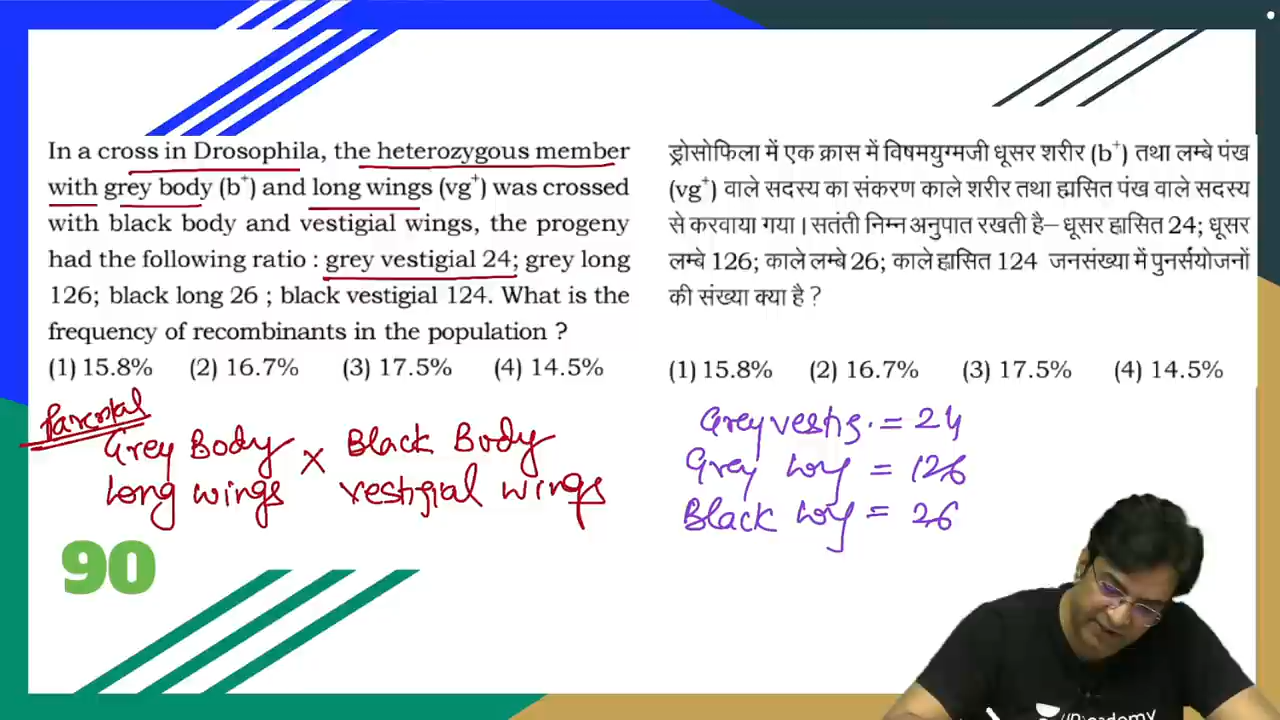 In a cross in Drosophila, the heterozygous member
with grey body (b⁺) and long wings (vg⁺) was crossed
with black body and vestigial wings, the progeny
had the following ratio : grey vestigial 24; grey long
126; black long 26 ; black vestigial 124. What is the
frequency of recombinants in the population ?
(1) 15.8% (2) 16.7% (3) 17.5% (4) 14.5%
ड्रोसोफिला में एक क्रास में विषमयुग्मजी धूसर शरीर (b⁺) तथा लम्बे पंख
(vg⁺) वाले सदस्य का संकरण काले शरीर तथा ह्रासित पंख वाले सदस्य
से करवाया गया। सतंती निम्न अनुपात रखती है– धूसर ह्रासित 24; धूसर
लम्बे 126; काले लम्बे 26; काले ह्रासित 124 जनसंख्या में पुनर्संयोजनों
की संख्या क्या है ?
(1) 15.8% (2) 16.7% (3) 17.5% (4) 14.5%
Parental
Grey Body × Black Body
Long wings vestigial wings
Grey vestig. = 24
Grey long = 126
Black long = 26
90